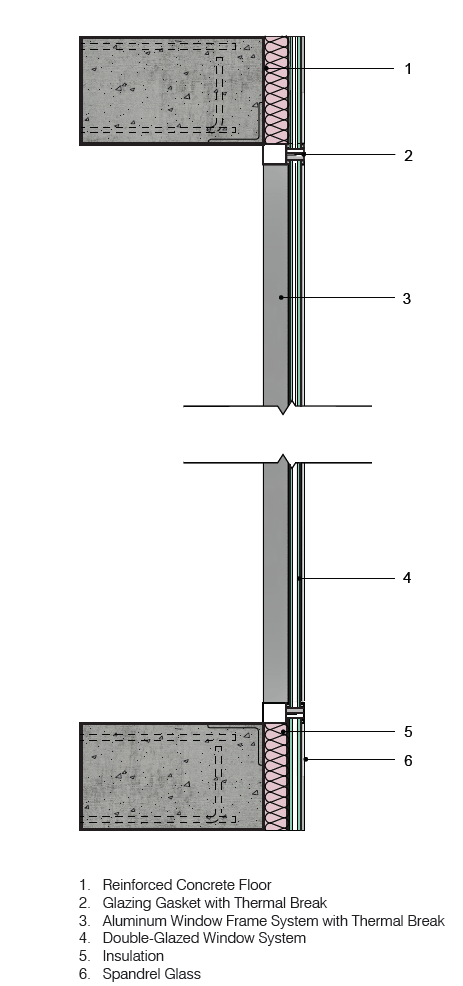 1
2
3
4
5
6
1. Reinforced Concrete Floor
2. Glazing Gasket with Thermal Break
3. Aluminum Window Frame System with Thermal Break
4. Double-Glazed Window System
5. Insulation
6. Spandrel Glass